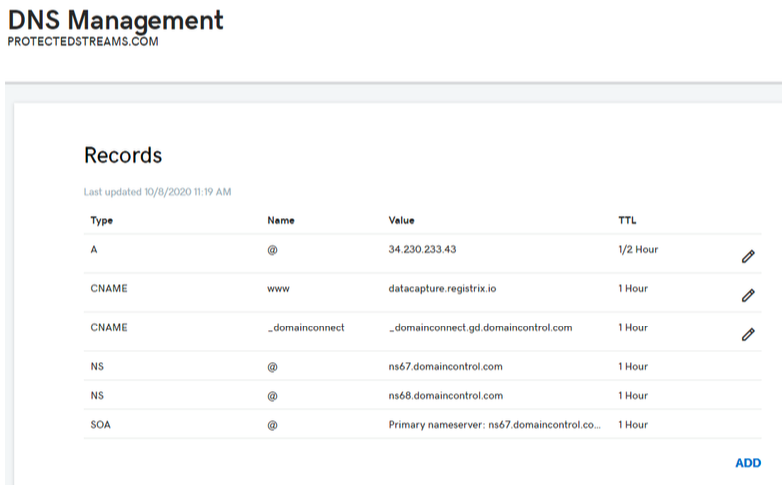 DNS Management
PROTECTEDSTREAMS.COM
Records
Last updated 10/8/2020 11:19 AM
Type Name Value TTL
A @ 34.230.233.43 1/2 Hour
CNAME www datacapture.registrix.io 1 Hour
CNAME _domainconnect _domainconnect.gd.domaincontrol.com 1 Hour
NS @ ns67.domaincontrol.com 1 Hour
NS @ ns68.domaincontrol.com 1 Hour
SOA @ Primary nameserver: ns67.domaincontrol.co... 1 Hour
ADD